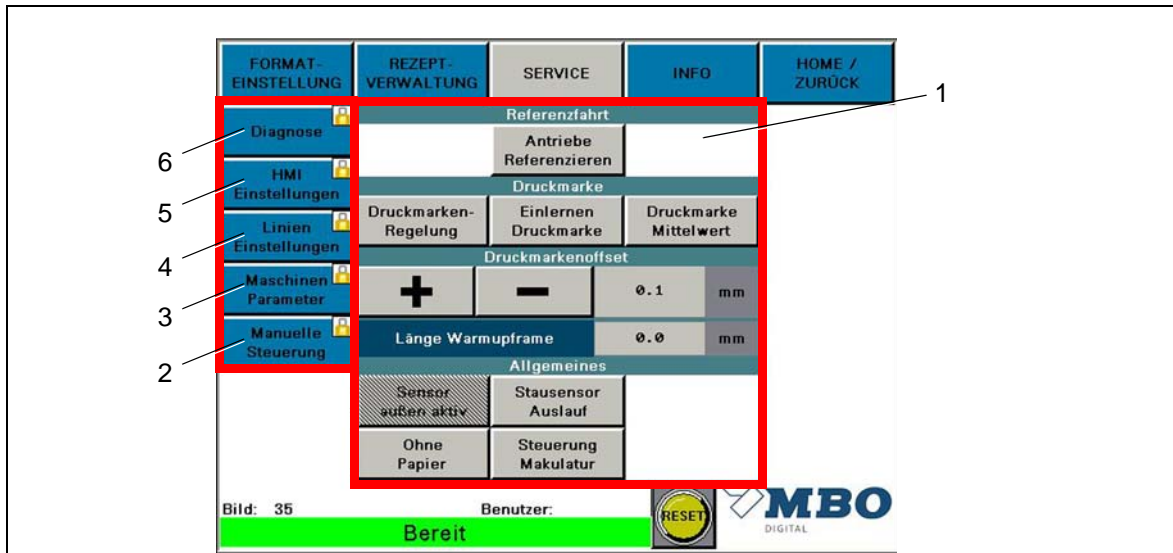 FORMAT-
EINSTELLUNG
REZEPT-
VERWALTUNG
SERVICE
INFO
HOME /
ZURÜCK
1
Diagnose
6
HMI
Einstellungen
5
Linien
Einstellungen
4
Maschinen
Parameter
3
Manuelle
Steuerung
2
Referenzfahrt
Antriebe
Referenzieren
Druckmarke
Druckmarken-
Regelung
Einlernen
Druckmarke
Druckmarke
Mittelwert
Druckmarkenoffset
+
−
0.1
mm
Länge Warmupframe
0.0
mm
Allgemeines
Sensor
außen aktiv
Stausensor
Auslauf
Ohne
Papier
Steuerung
Makulatur
Bild: 35
Benutzer:
Bereit
RESET
MBO
DIGITAL